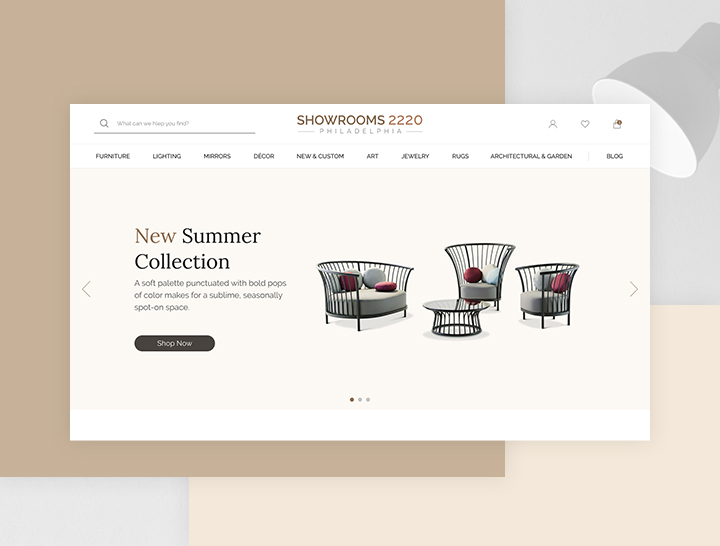 What can we help you find?
SHOWROOMS 2220
PHILADELPHIA
FURNITURE LIGHTING MIRRORS DÉCOR NEW & CUSTOM ART JEWELRY RUGS ARCHITECTURAL & GARDEN BLOG
New Summer
Collection
A soft palette punctuated with bold pops
of color makes for a sublime, seasonally
spot-on space.
Shop Now